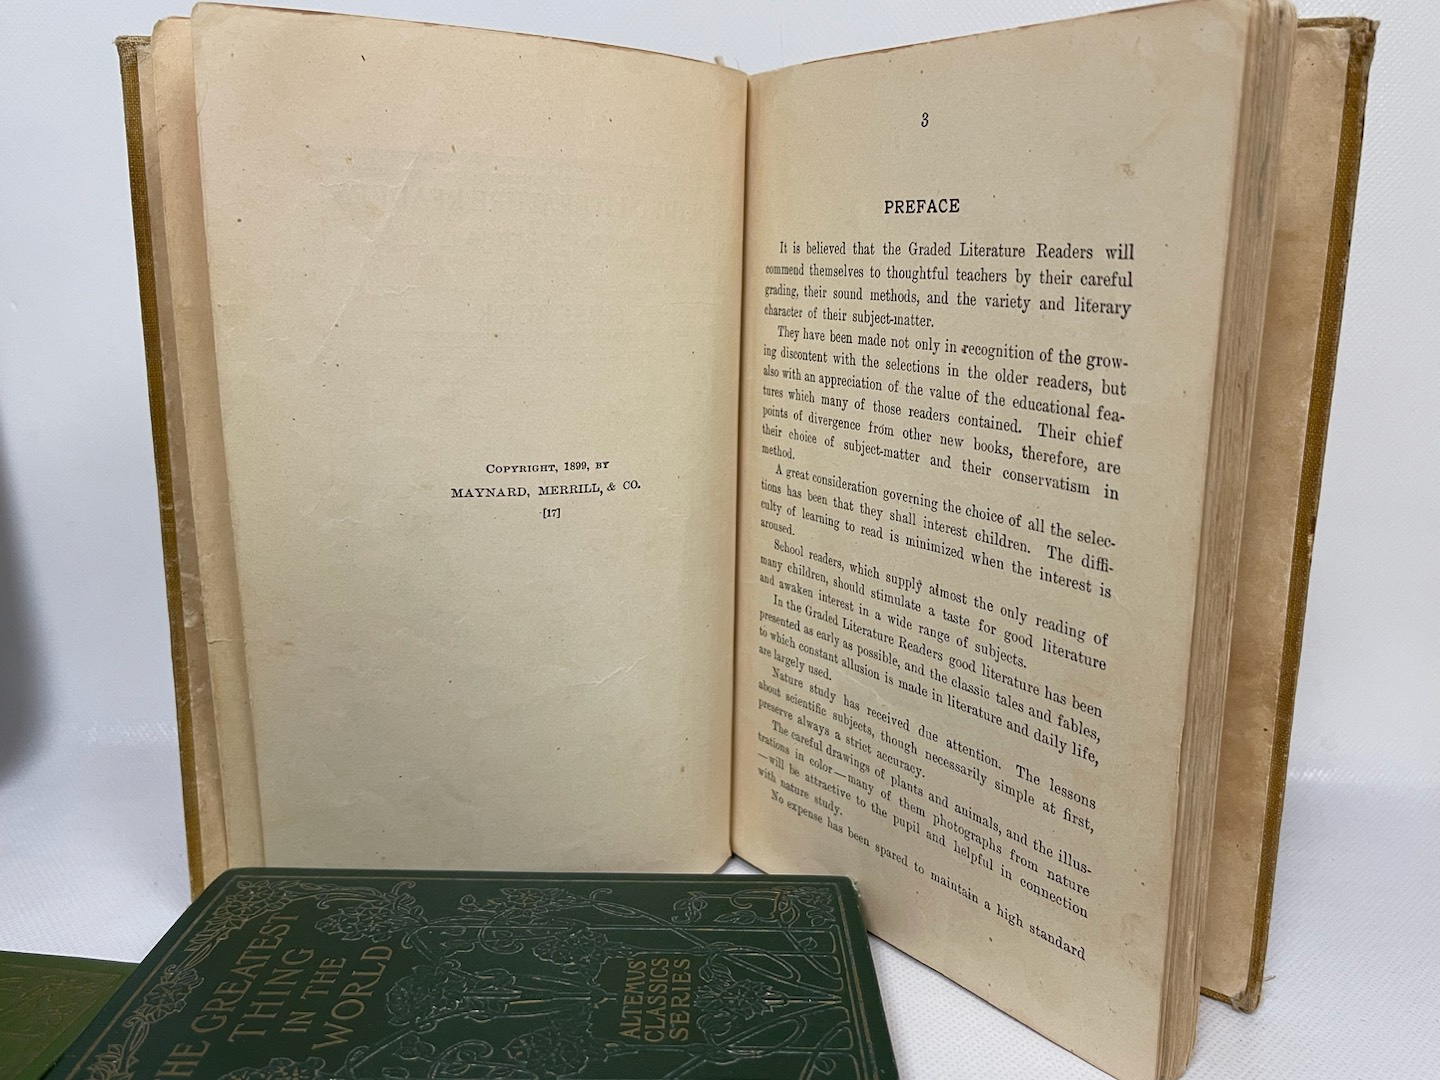 COPYRIGHT, 1899, BY
MAYNARD, MERRILL, & CO.
[17]
3
PREFACE
It is believed that the Graded Literature Readers will
commend themselves to thoughtful teachers by their careful
grading, their sound methods, and the variety and literary
character of their subject-matter.
They have been made not only in recognition of the grow-
ing discontent with the selections in the older readers, but
also with an appreciation of the value of the educational fea-
tures which many of those readers contained. Their chief
points of divergence from other new books, therefore, are
their choice of subject-matter and their conservatism in
method.
A great consideration governing the choice of all the selec-
tions has been that they shall interest children. The diffi-
culty of learning to read is minimized when the interest is
aroused.
School readers, which supply almost the only reading of
many children, should stimulate a taste for good literature
and awaken interest in a wide range of subjects.
In the Graded Literature Readers good literature has been
presented as early as possible, and the classic tales and fables,
to which constant allusion is made in literature and daily life,
are largely used.
Nature study has received due attention. The lessons
about scientific subjects, though necessarily simple at first,
preserve always a strict accuracy.
The careful drawings of plants and animals, and the illus-
trations in color—many of them photographs from nature
—will be attractive to the pupil and helpful in connection
with nature study.
No expense has been spared to maintain a high standard
THE GREATEST
THING
IN THE
WORLD
ALTEMUS'
CLASSICS
SERIES